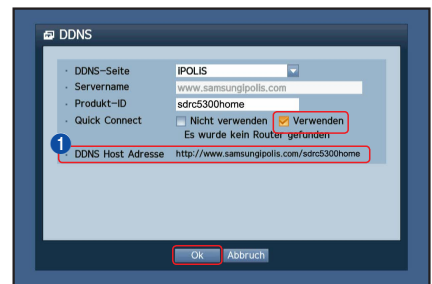 DDNS
DDNS-Seite iPOLiS
Servername www.samsungipolis.com
Produkt-ID sdrc5300home
Quick Connect Nicht verwenden Verwenden
Es wurde kein Router gefunden
1
DDNS Host Adresse http://www.samsungipolis.com/sdrc5300home
Ok Abbruch